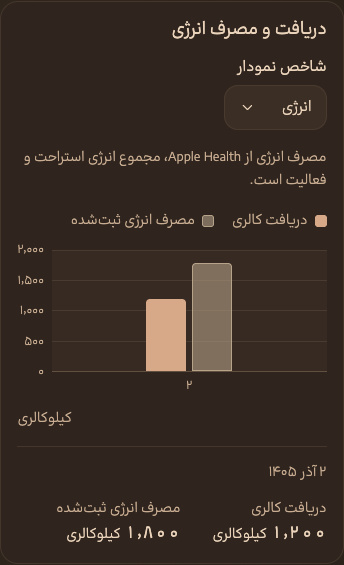 دریافت و مصرف انرژی
شاخص نمودار
انرژی
مصرف انرژی از Apple Health، مجموع انرژی استراحت و
فعالیت است.
دریافت کالری
مصرف انرژی ثبت‌شده
۲٬۰۰۰
۱٬۵۰۰
۱٬۰۰۰
۵۰۰
۰
۲
کیلوکالری
۲ آذر ۱۴۰۵
دریافت کالری
۱٬۲۰۰ کیلوکالری
مصرف انرژی ثبت‌شده
۱٬۸۰۰ کیلوکالری